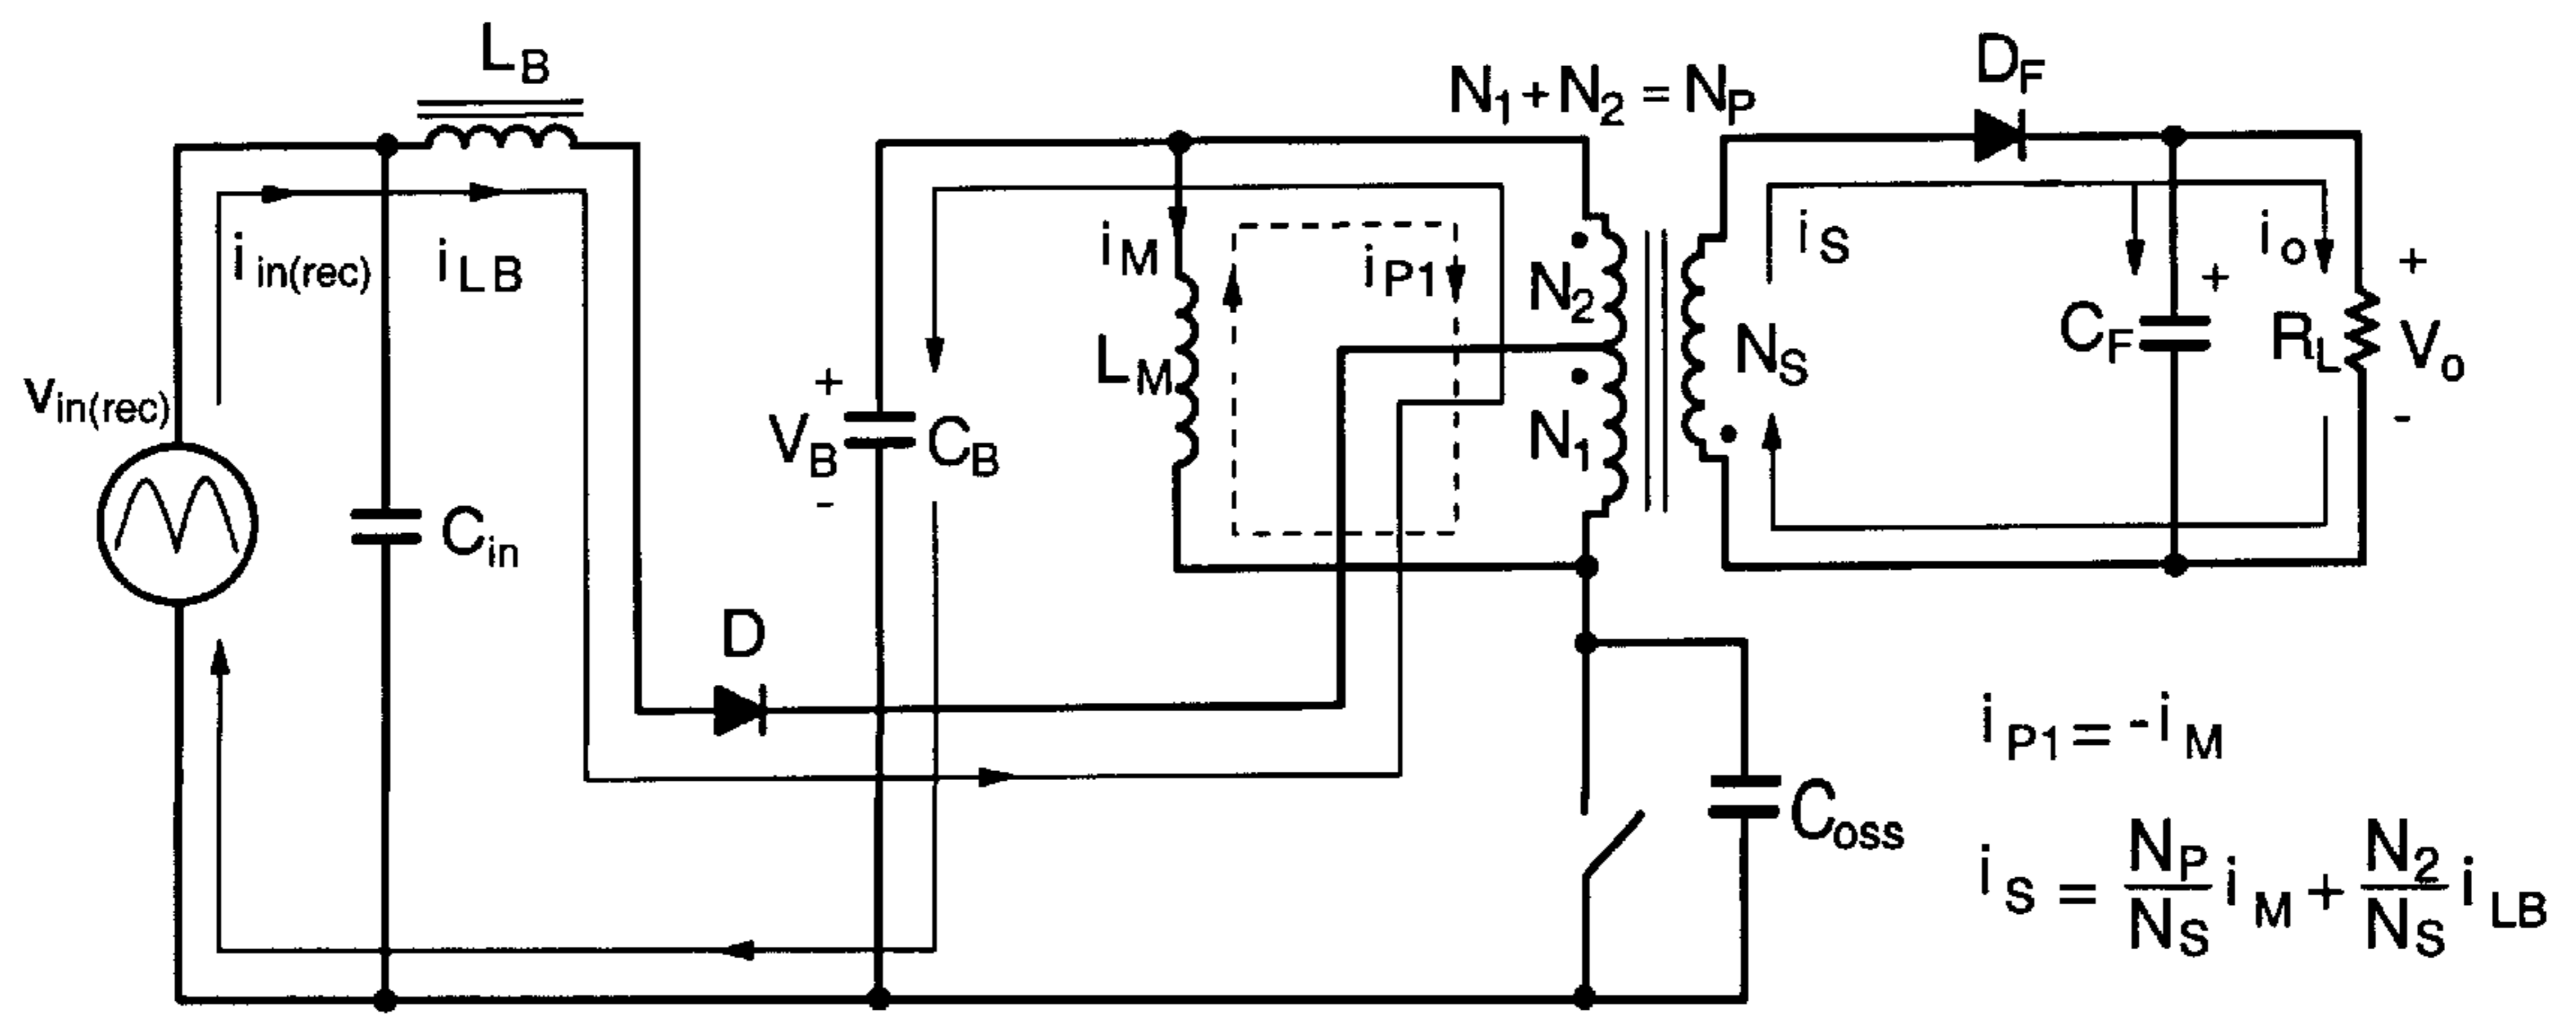 L_B
N_1 + N_2 = N_P
D_F
i_in(rec)
i_LB
i_M
i_P1
N_2
i_S
i_o
+
+
v_in(rec)
+
V_B
-
C_B
L_M
N_1
N_S
C_F
R_L
V_o
-
C_in
D
C_oss
i_P1 = -i_M
i_S = N_P/N_S i_M + N_2/N_S i_LB